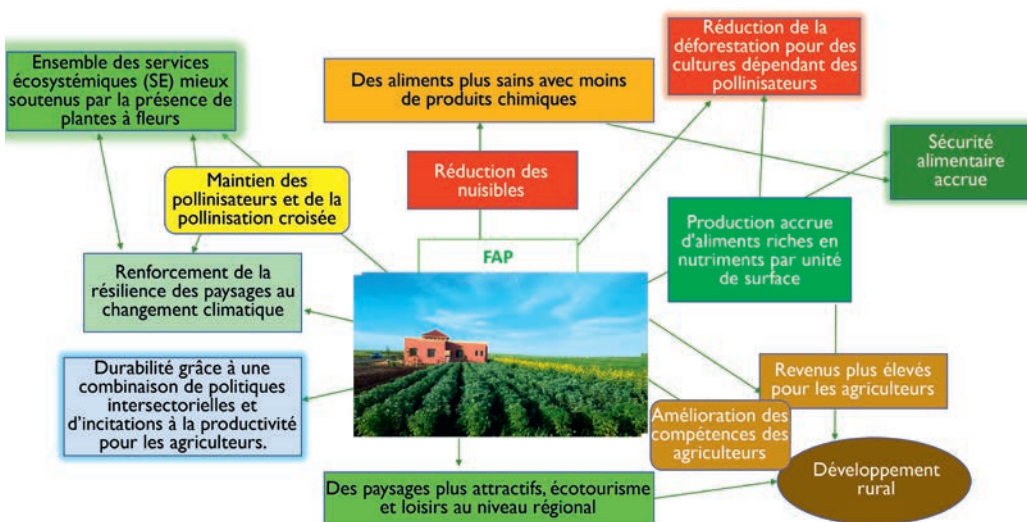 Ensemble des services
écosystémiques (SE) mieux
soutenus par la présence de
plantes à fleurs
Des aliments plus sains avec moins
de produits chimiques
Réduction de la
déforestation pour des
cultures dépendant des
pollinisateurs
Sécurité
alimentaire
accrue
Maintien des
pollinisateurs et de la
pollinisation croisée
Réduction des
nuisibles
Production accrue
d'aliments riches en
nutriments par unité
de surface
FAP
Renforcement de la
résilience des paysages au
changement climatique
Durabilité grâce à une
combinaison de politiques
intersectorielles et
d'incitations à la productivité
pour les agriculteurs.
Revenus plus élevés
pour les agriculteurs
Amélioration des
compétences des
agriculteurs
Des paysages plus attractifs, écotourisme
et loisirs au niveau régional
Développement
rural